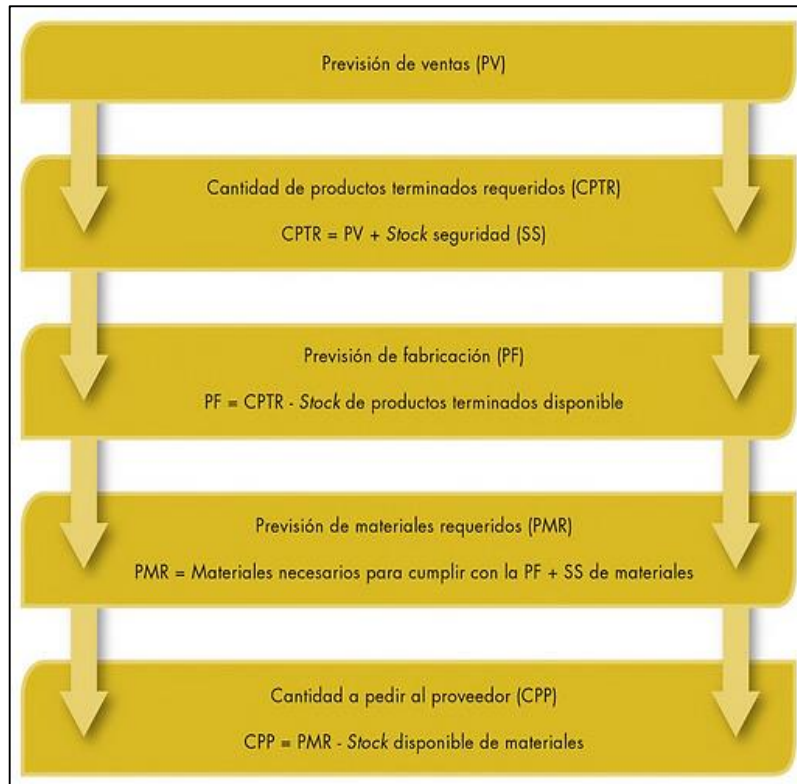 Previsión de ventas (PV)
Cantidad de productos terminados requeridos (CPTR)
CPTR = PV + Stock seguridad (SS)
Previsión de fabricación (PF)
PF = CPTR - Stock de productos terminados disponible
Previsión de materiales requeridos (PMR)
PMR = Materiales necesarios para cumplir con la PF + SS de materiales
Cantidad a pedir al proveedor (CPP)
CPP = PMR - Stock disponible de materiales